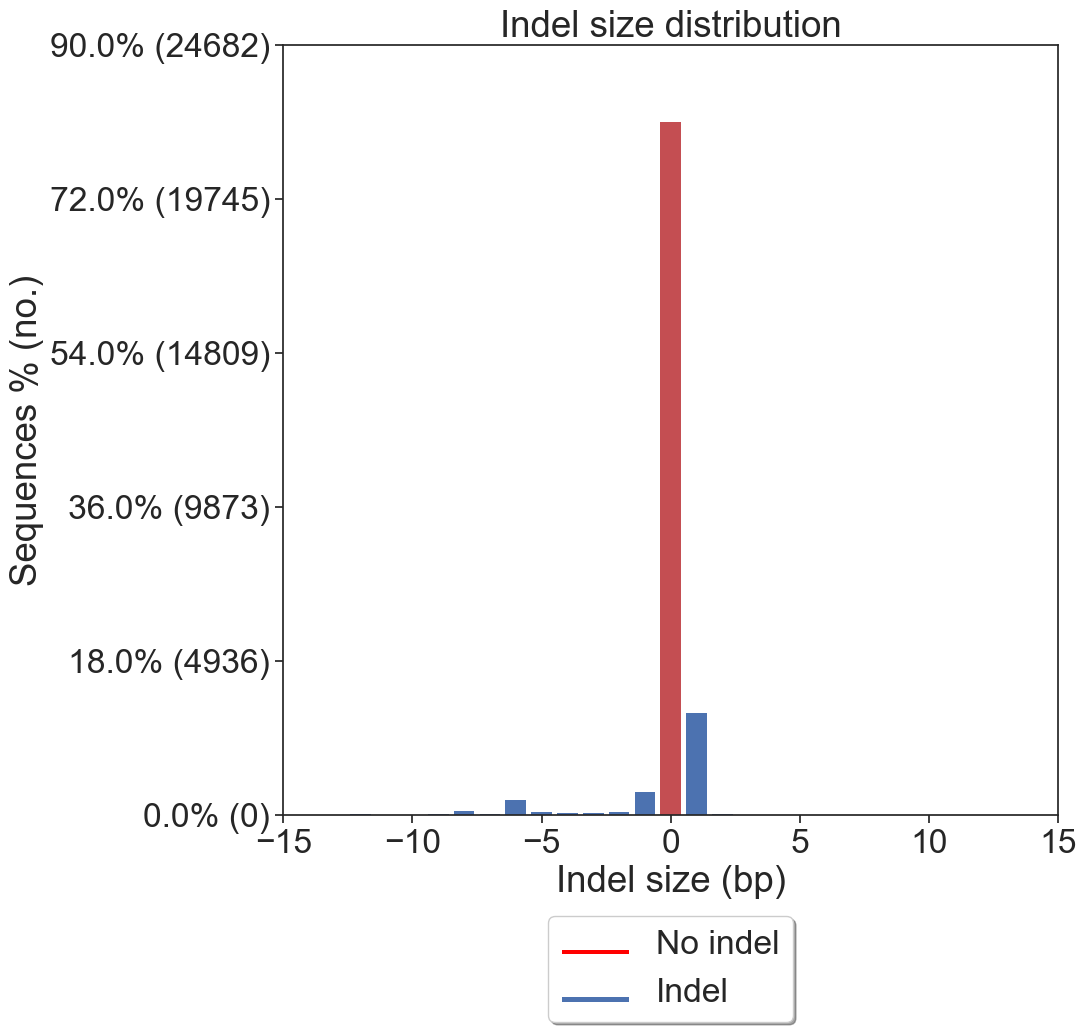 Indel size distribution
90.0% (24682)
72.0% (19745)
54.0% (14809)
36.0% (9873)
18.0% (4936)
0.0% (0)
Sequences % (no.)
−15 −10 −5 0 5 10 15
Indel size (bp)
No indel
Indel